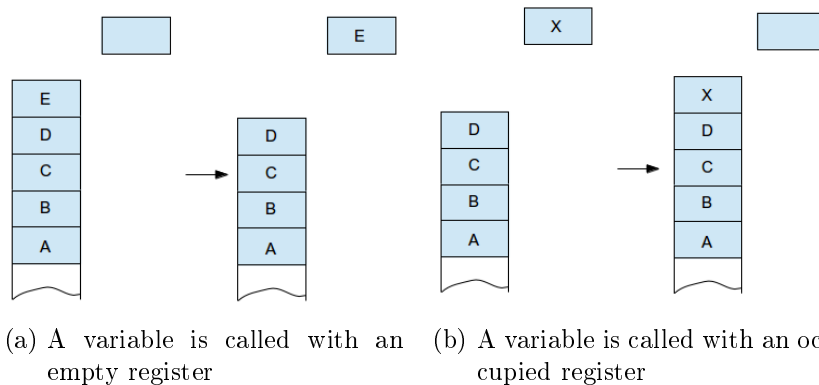 E
X
E
D
C
B
A
D
C
B
A
D
C
B
A
X
D
C
B
A
(a) A variable is called with an
empty register
(b) A variable is called with an oc
cupied register